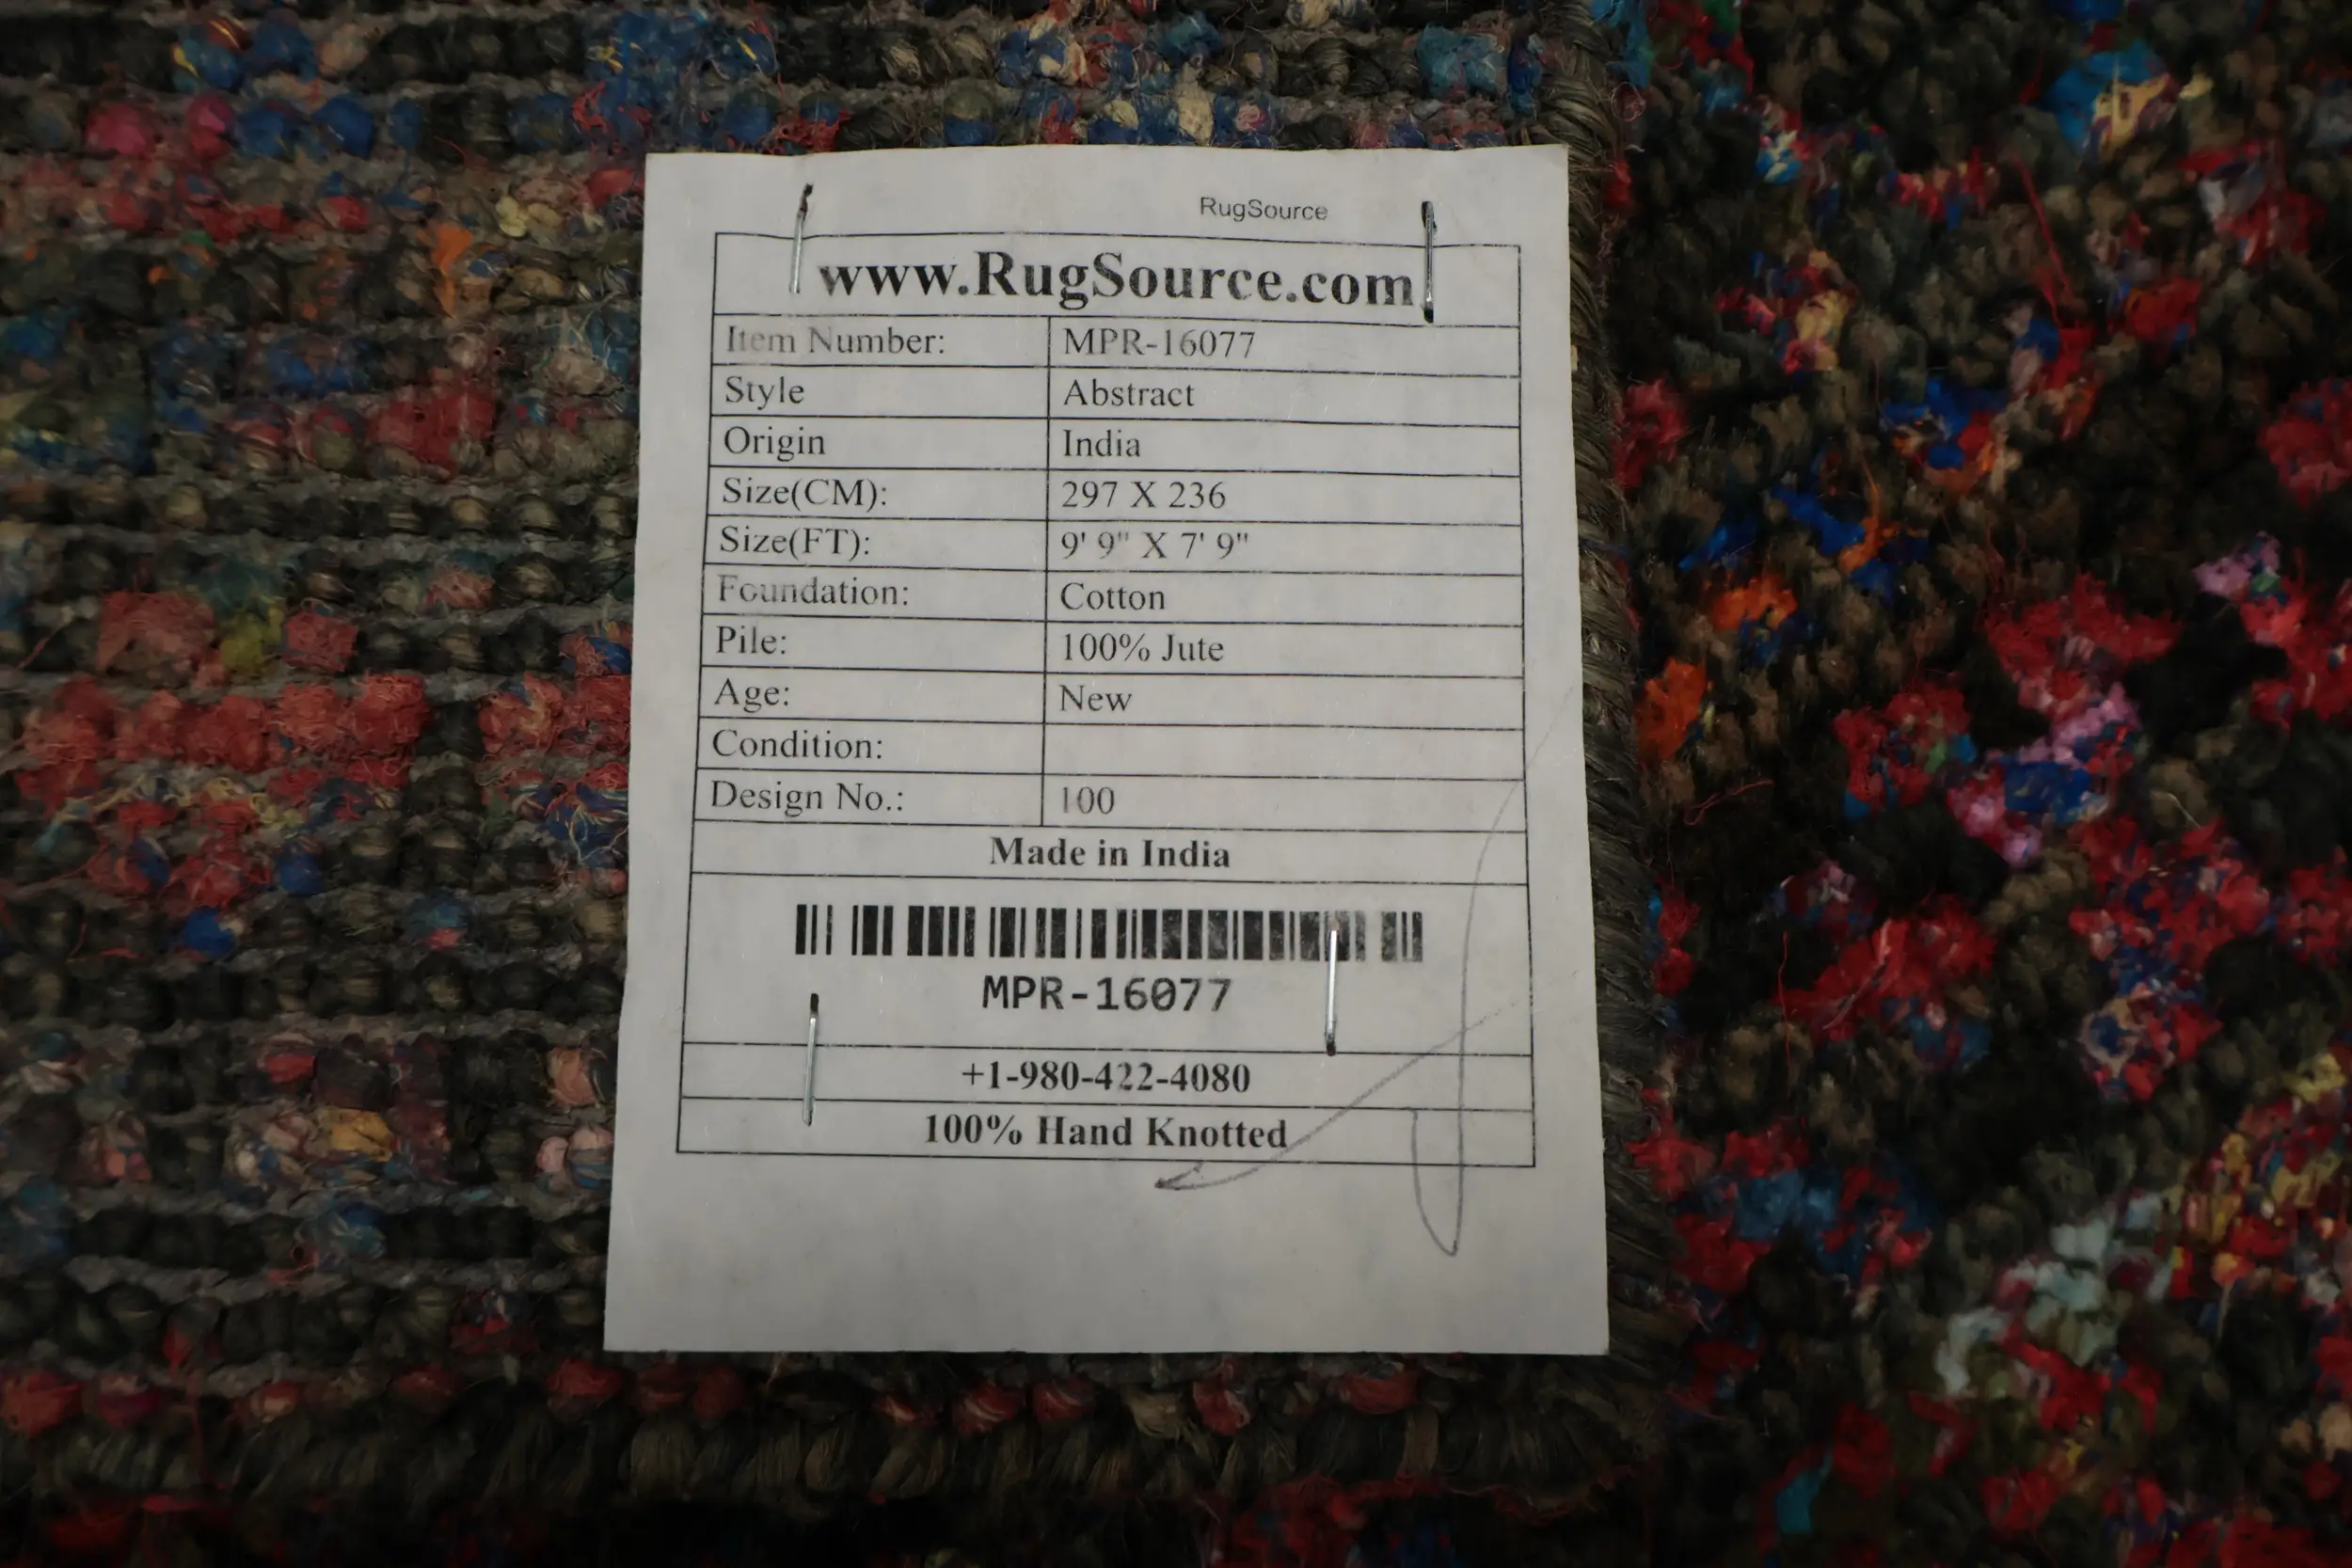 RugSource
www.RugSource.com
Item Number: MPR-16077
Style Abstract
Origin India
Size(CM): 297 X 236
Size(FT): 9' 9" X 7' 9"
Foundation: Cotton
Pile: 100% Jute
Age: New
Condition:
Design No.: 100
Made in India
MPR-16077
+1-980-422-4080
100% Hand Knotted